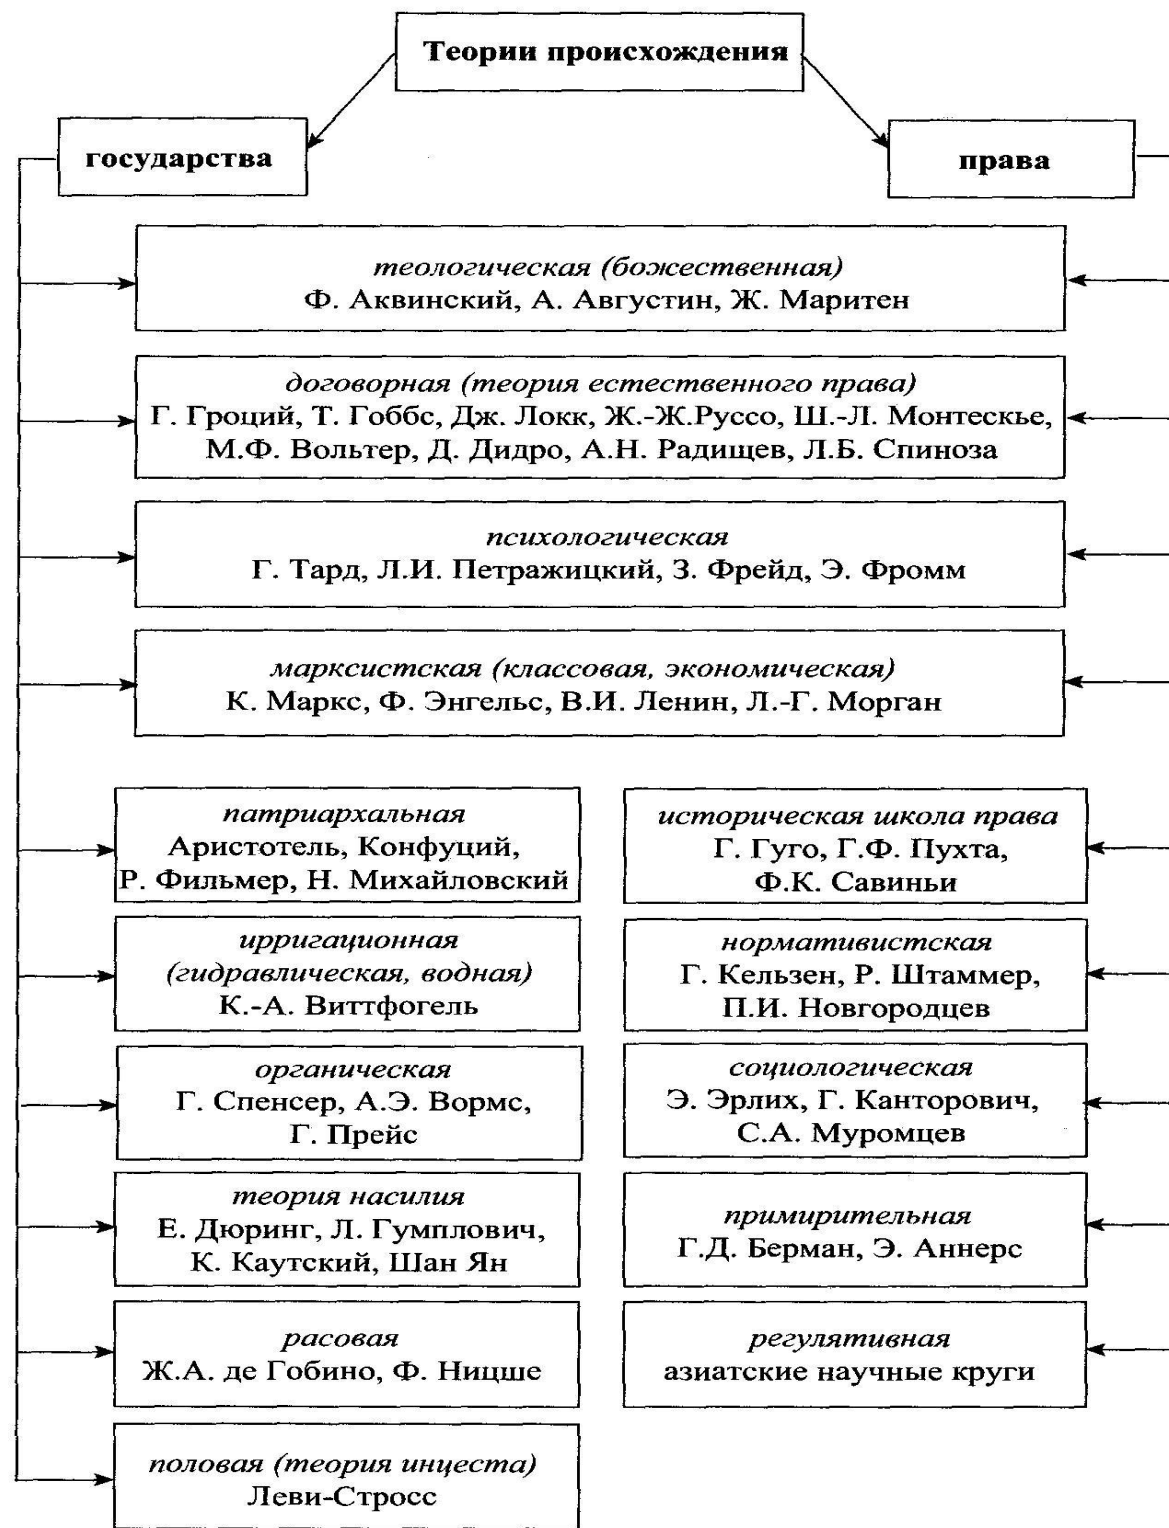 Теории происхождения
государства
права
теологическая (божественная)
Ф. Аквинский, А. Августин, Ж. Маритен
договорная (теория естественного права)
Г. Гроций, Т. Гоббс, Дж. Локк, Ж.-Ж.Руссо, Ш.-Л. Монтескье,
М.Ф. Вольтер, Д. Дидро, А.Н. Радищев, Л.Б. Спиноза
психологическая
Г. Тард, Л.И. Петражицкий, З. Фрейд, Э. Фромм
марксистская (классовая, экономическая)
К. Маркс, Ф. Энгельс, В.И. Ленин, Л.-Г. Морган
патриархальная
Аристотель, Конфуций,
Р. Фильмер, Н. Михайловский
историческая школа права
Г. Гуго, Г.Ф. Пухта,
Ф.К. Савиньи
ирригационная
(гидравлическая, водная)
К.-А. Виттфогель
нормативистская
Г. Кельзен, Р. Штаммер,
П.И. Новгородцев
органическая
Г. Спенсер, А.Э. Вормс,
Г. Прейс
социологическая
Э. Эрлих, Г. Канторович,
С.А. Муромцев
теория насилия
Е. Дюринг, Л. Гумплович,
К. Каутский, Шан Ян
примирительная
Г.Д. Берман, Э. Аннерс
расовая
Ж.А. де Гобино, Ф. Ницше
регулятивная
азиатские научные круги
половая (теория инцеста)
Леви-Стросс